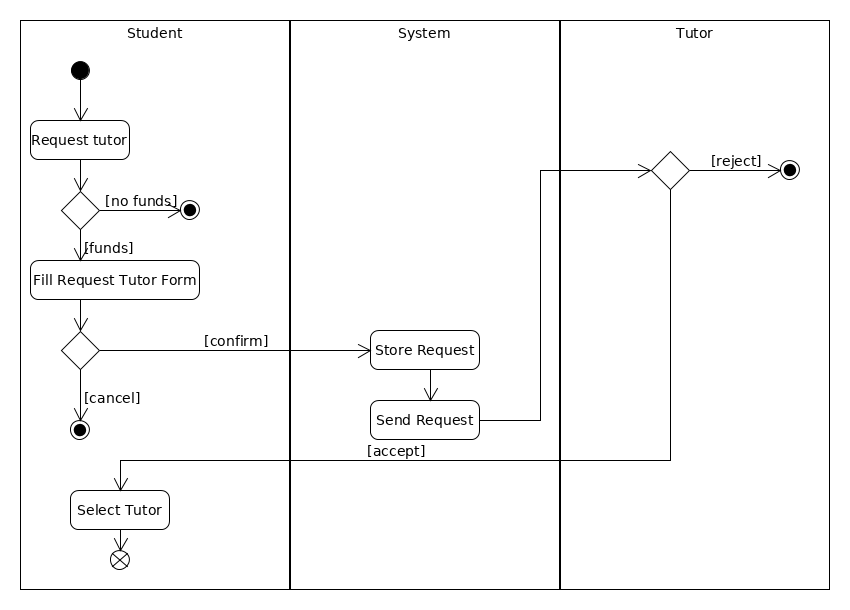 Student
System
Tutor
Request tutor
[reject]
[no funds]
[funds]
Fill Request Tutor Form
[confirm]
Store Request
[cancel]
Send Request
[accept]
Select Tutor